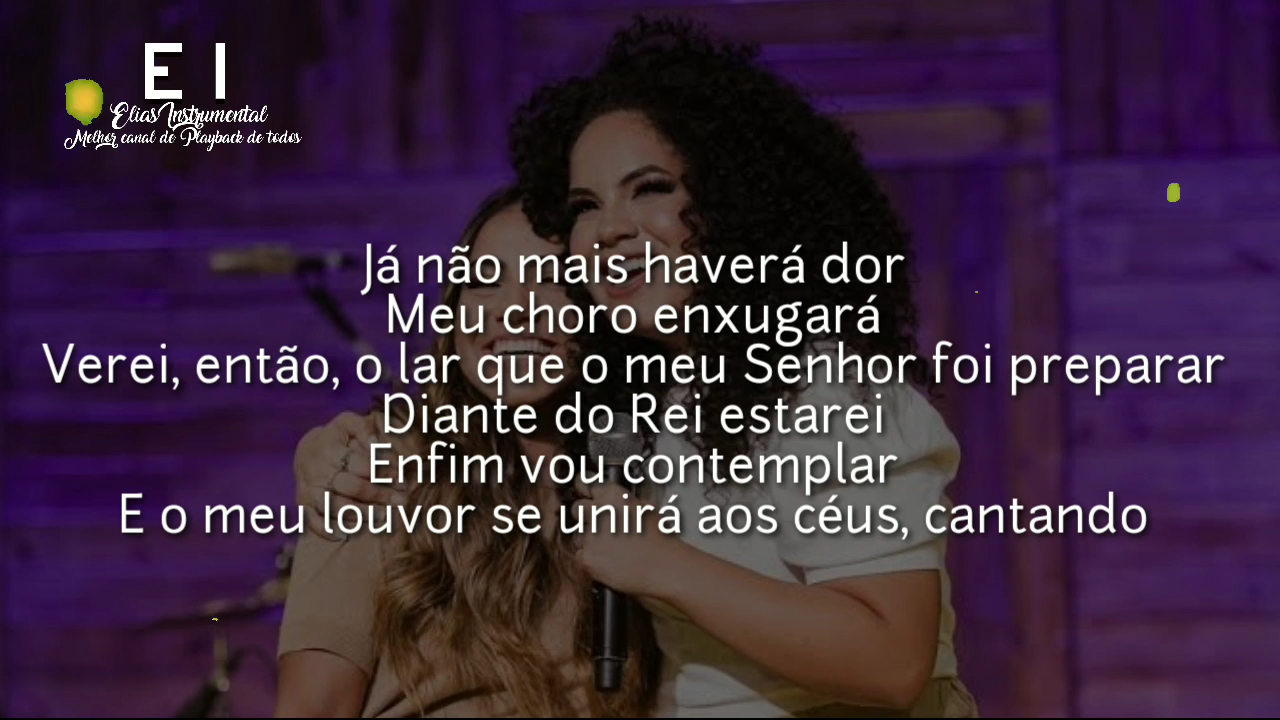 E I
Elias Instrumental
Melhor canal de Playback de todos
Já não mais haverá dor
Meu choro enxugará
Verei, então, o lar que o meu Senhor foi preparar
Diante do Rei estarei
Enfim vou contemplar
E o meu louvor se unirá aos céus, cantando